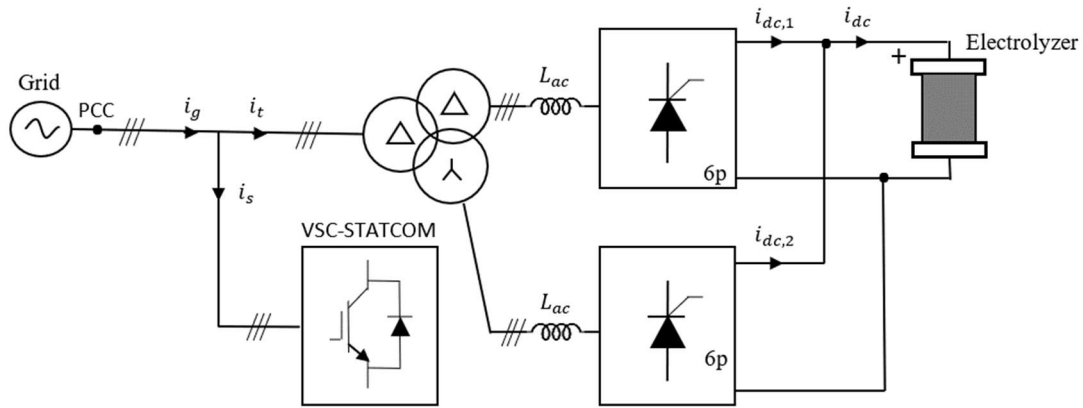 Grid
PCC
i_g
i_t
i_s
VSC-STATCOM
L_ac
6p
i_dc,1
i_dc
+
Electrolyzer
L_ac
6p
i_dc,2